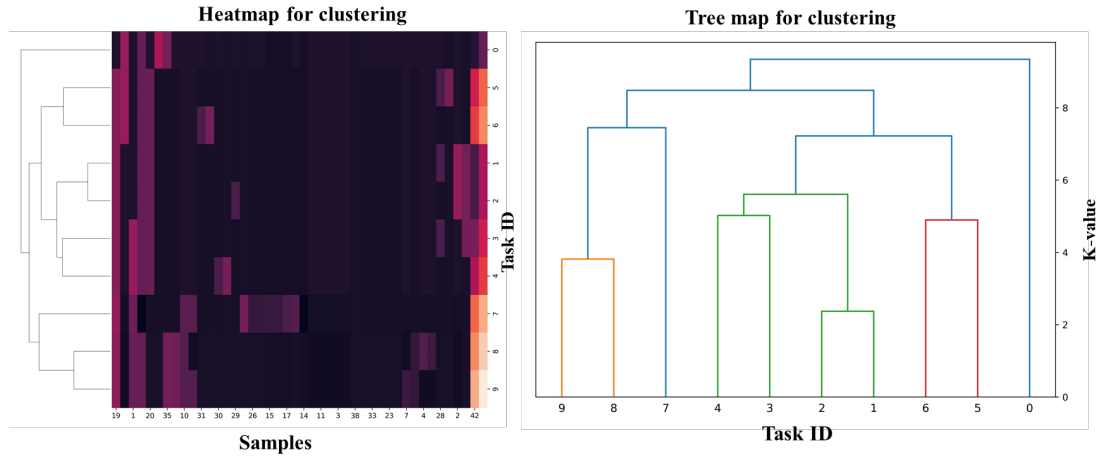 Heatmap for clustering
0
5
6
1
2
3
4
7
8
9
Task ID
19 1 20 35 10 31 30 29 26 15 17 14 11 3 38 33 23 7 4 28 2 42
Samples
Tree map for clustering
8
6
4
2
0
K-value
9 8 7 4 3 2 1 6 5 0
Task ID